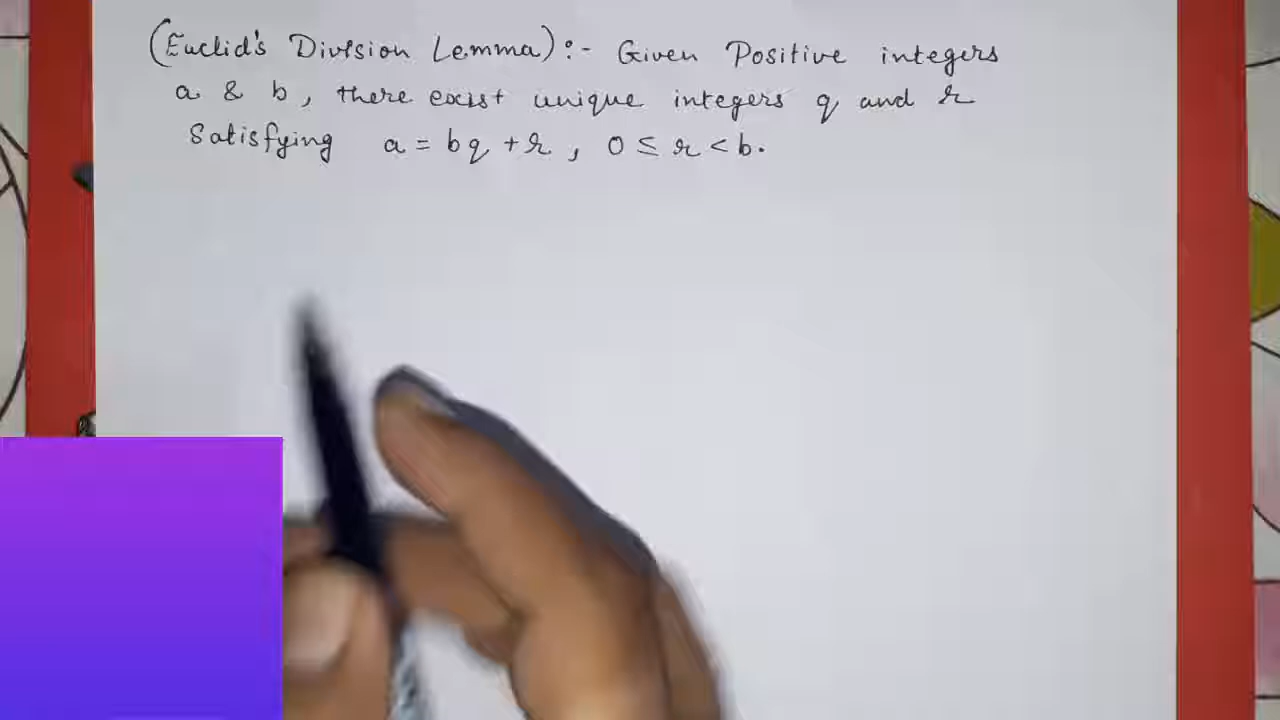 (Euclid's Division Lemma) :- Given Positive integers
a & b, there exist unique integers q and r
Satisfying a = bq + r, 0 ≤ r < b.